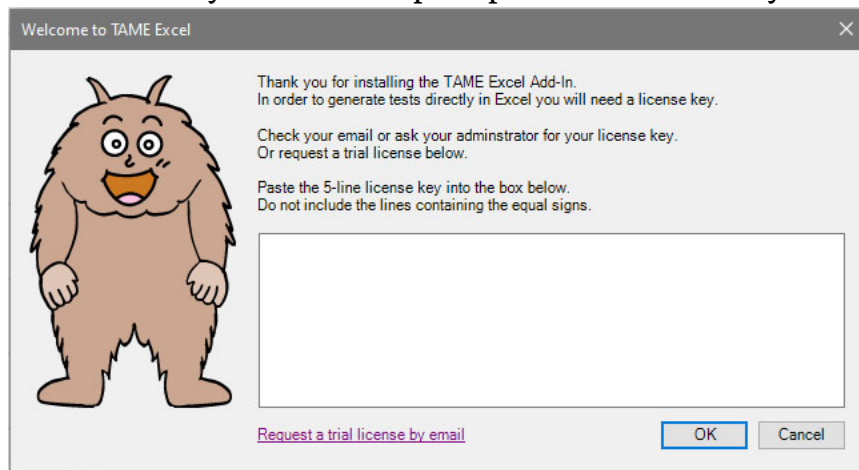 Welcome to TAME Excel
Thank you for installing the TAME Excel Add-In.
In order to generate tests directly in Excel you will need a license key.
Check your email or ask your adminstrator for your license key.
Or request a trial license below.
Paste the 5-line license key into the box below.
Do not include the lines containing the equal signs.
Request a trial license by email
OK
Cancel